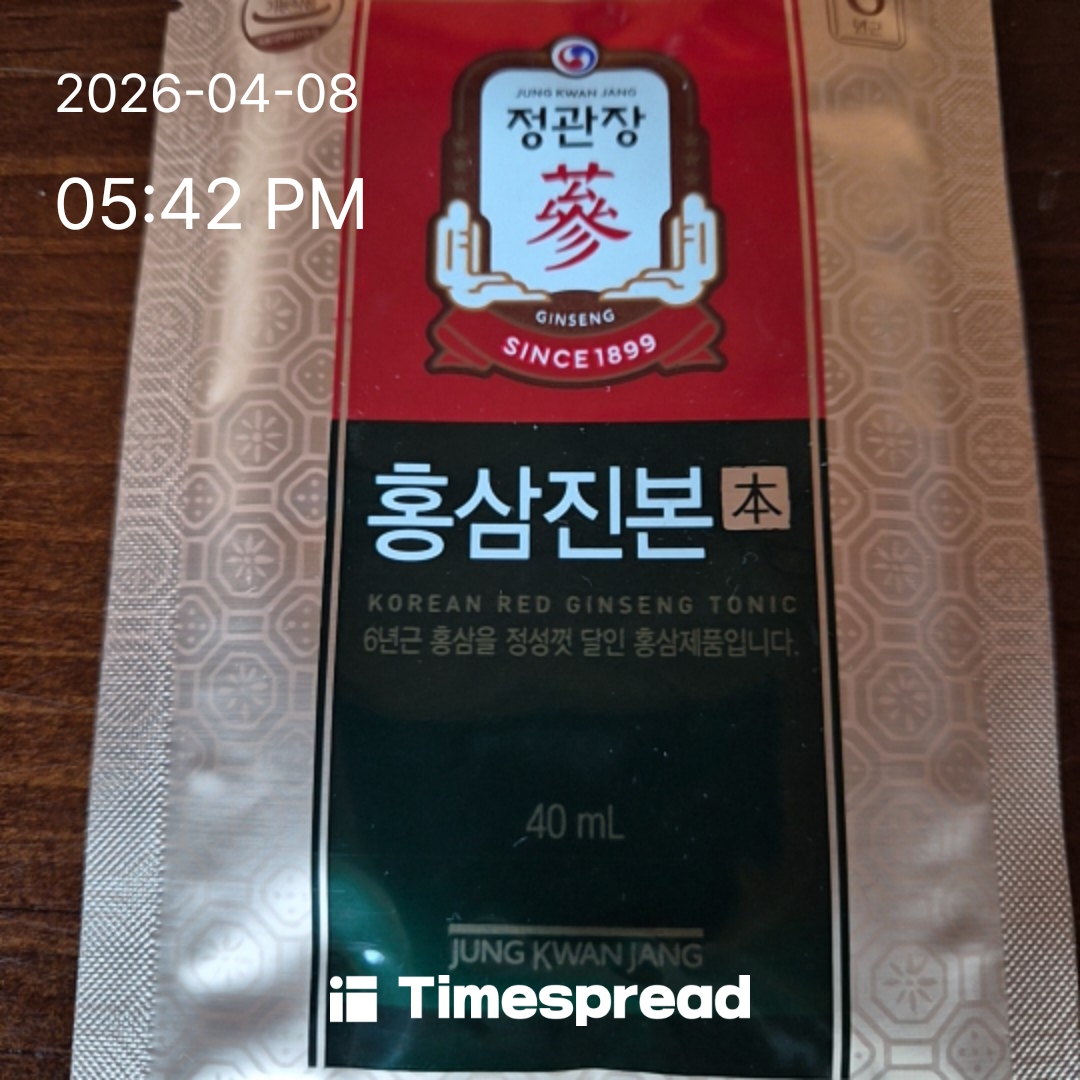 2026-04-08
05:42 PM
JUNG KWAN JANG
정관장
蔘
GINSENG
SINCE 1899
홍삼진본 本
KOREAN RED GINSENG TONIC
6년근 홍삼을 정성껏 달인 홍삼제품입니다.
40 mL
JUNG KWAN JANG
Timespread